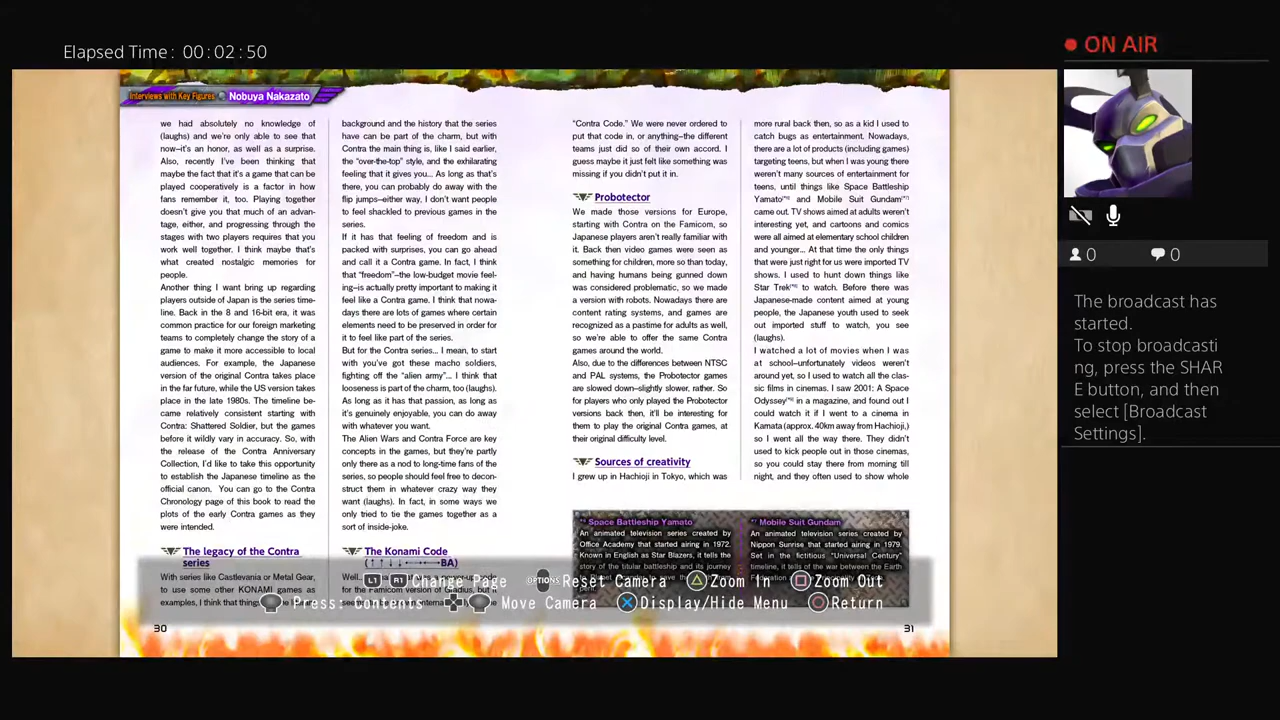 Elapsed Time: 00:02:50
ON AIR
Interviews with Key Figures Nobuya Nakazato
we had absolutely no knowledge of
(laughs) and we're only able to see that
now–it's an honor, as well as a surprise.
Also, recently I've been thinking that
maybe the fact that it's a game that can be
played cooperatively is a factor in how
fans remember it, too. Playing together
doesn't give you that much of an advan-
tage, either, and progressing through the
stages with two players requires that you
work well together. I think maybe that's
what created nostalgic memories for
people.
Another thing I want bring up regarding
players outside of Japan is the series time-
line. Back in the 8 and 16-bit era, it was
common practice for our foreign marketing
teams to completely change the story of a
game to make it more accessible to local
audiences. For example, the Japanese
version of the original Contra takes place
in the far future, while the US version takes
place in the late 1980s. The timeline be-
came relatively consistent starting with
Contra: Shattered Soldier, but the games
before it wildly vary in accuracy. So, with
the release of the Contra Anniversary
Collection, I'd like to take this opportunity
to establish the Japanese timeline as the
official canon. You can go to the Contra
Chronology page of this book to read the
plots of the early Contra games as they
were intended.
The legacy of the Contra
series
With series like Castlevania or Metal Gear,
to use some other KONAMI games as
examples, I think that things
30
background and the history that the series
have can be part of the charm, but with
Contra the main thing is, like I said earlier,
the "over-the-top" style, and the exhilarating
feeling that it gives you... As long as that's
there, you can probably do away with the
flip jumps–either way, I don't want people
to feel shackled to previous games in the
series.
If it has that feeling of freedom and is
packed with surprises, you can go ahead
and call it a Contra game. In fact, I think
that "freedom"–the low-budget movie feel-
ing–is actually pretty important to making it
feel like a Contra game. I think that nowa-
days there are lots of games where certain
elements need to be preserved in order for
it to feel like part of the series.
But for the Contra series... I mean, to start
with you've got these macho soldiers,
fighting off the "alien army"... I think that
looseness is part of the charm, too (laughs).
As long as it has that passion, as long as
it's genuinely enjoyable, you can do away
with whatever you want.
The Alien Wars and Contra Force are key
concepts in the games, but they're partly
only there as a nod to long-time fans of the
series, so people should feel free to decon-
struct them in whatever crazy way they
want (laughs). In fact, in some ways we
only tried to tie the games together as a
sort of inside-joke.
The Konami Code
(↑↑↓↓←→←→BA)
Well...
for the Famicom version of Gradius, but it
"Contra Code." We were never ordered to
put that code in, or anything–the different
teams just did so of their own accord. I
guess maybe it just felt like something was
missing if you didn't put it in.
Probotector
We made those versions for Europe,
starting with Contra on the Famicom, so
Japanese players aren't really familiar with
it. Back then video games were seen as
something for children, more so than today,
and having humans being gunned down
was considered problematic, so we made
a version with robots. Nowadays there are
content rating systems, and games are
recognized as a pastime for adults as well,
so we're able to offer the same Contra
games around the world.
Also, due to the differences between NTSC
and PAL systems, the Probotector games
are slowed down–slightly slower, rather. So
for players who only played the Probotector
versions back then, it'll be interesting for
them to play the original Contra games, at
their original difficulty level.
Sources of creativity
I grew up in Hachioji in Tokyo, which was
more rural back then, so as a kid I used to
catch bugs as entertainment. Nowadays,
there are a lot of products (including games)
targeting teens, but when I was young there
weren't many sources of entertainment for
teens, until things like Space Battleship
Yamato(*6) and Mobile Suit Gundam(*7)
came out. TV shows aimed at adults weren't
interesting yet, and cartoons and comics
were all aimed at elementary school children
and younger... At that time the only things
that were just right for us were imported TV
shows. I used to hunt down things like
Star Trek(*8) to watch. Before there was
Japanese-made content aimed at young
people, the Japanese youth used to seek
out imported stuff to watch, you see
(laughs).
I watched a lot of movies when I was
at school–unfortunately videos weren't
around yet, so I used to watch all the clas-
sic films in cinemas. I saw 2001: A Space
Odyssey(*9) in a magazine, and found out I
could watch it if I went to a cinema in
Kamata (approx. 40km away from Hachioji,)
so I went all the way there. They didn't
used to kick people out in those cinemas,
so you could stay there from morning till
night, and they often used to show whole
*6 Space Battleship Yamato
An animated television series created by
Office Academy that started airing in 1972.
Known in English as Star Blazers, it tells the
story of the titular battleship and its journey
*7 Mobile Suit Gundam
An animated television series created by
Nippon Sunrise that started airing in 1979.
Set in the fictitious "Universal Century"
timeline, it tells of the war between the Earth
31
L1 R1 Change Page OPTIONS Reset Camera Zoom In Zoom Out
Press: Contents Move Camera Display/Hide Menu Return
0 0
The broadcast has
started.
To stop broadcasti
ng, press the SHAR
E button, and then
select [Broadcast
Settings].